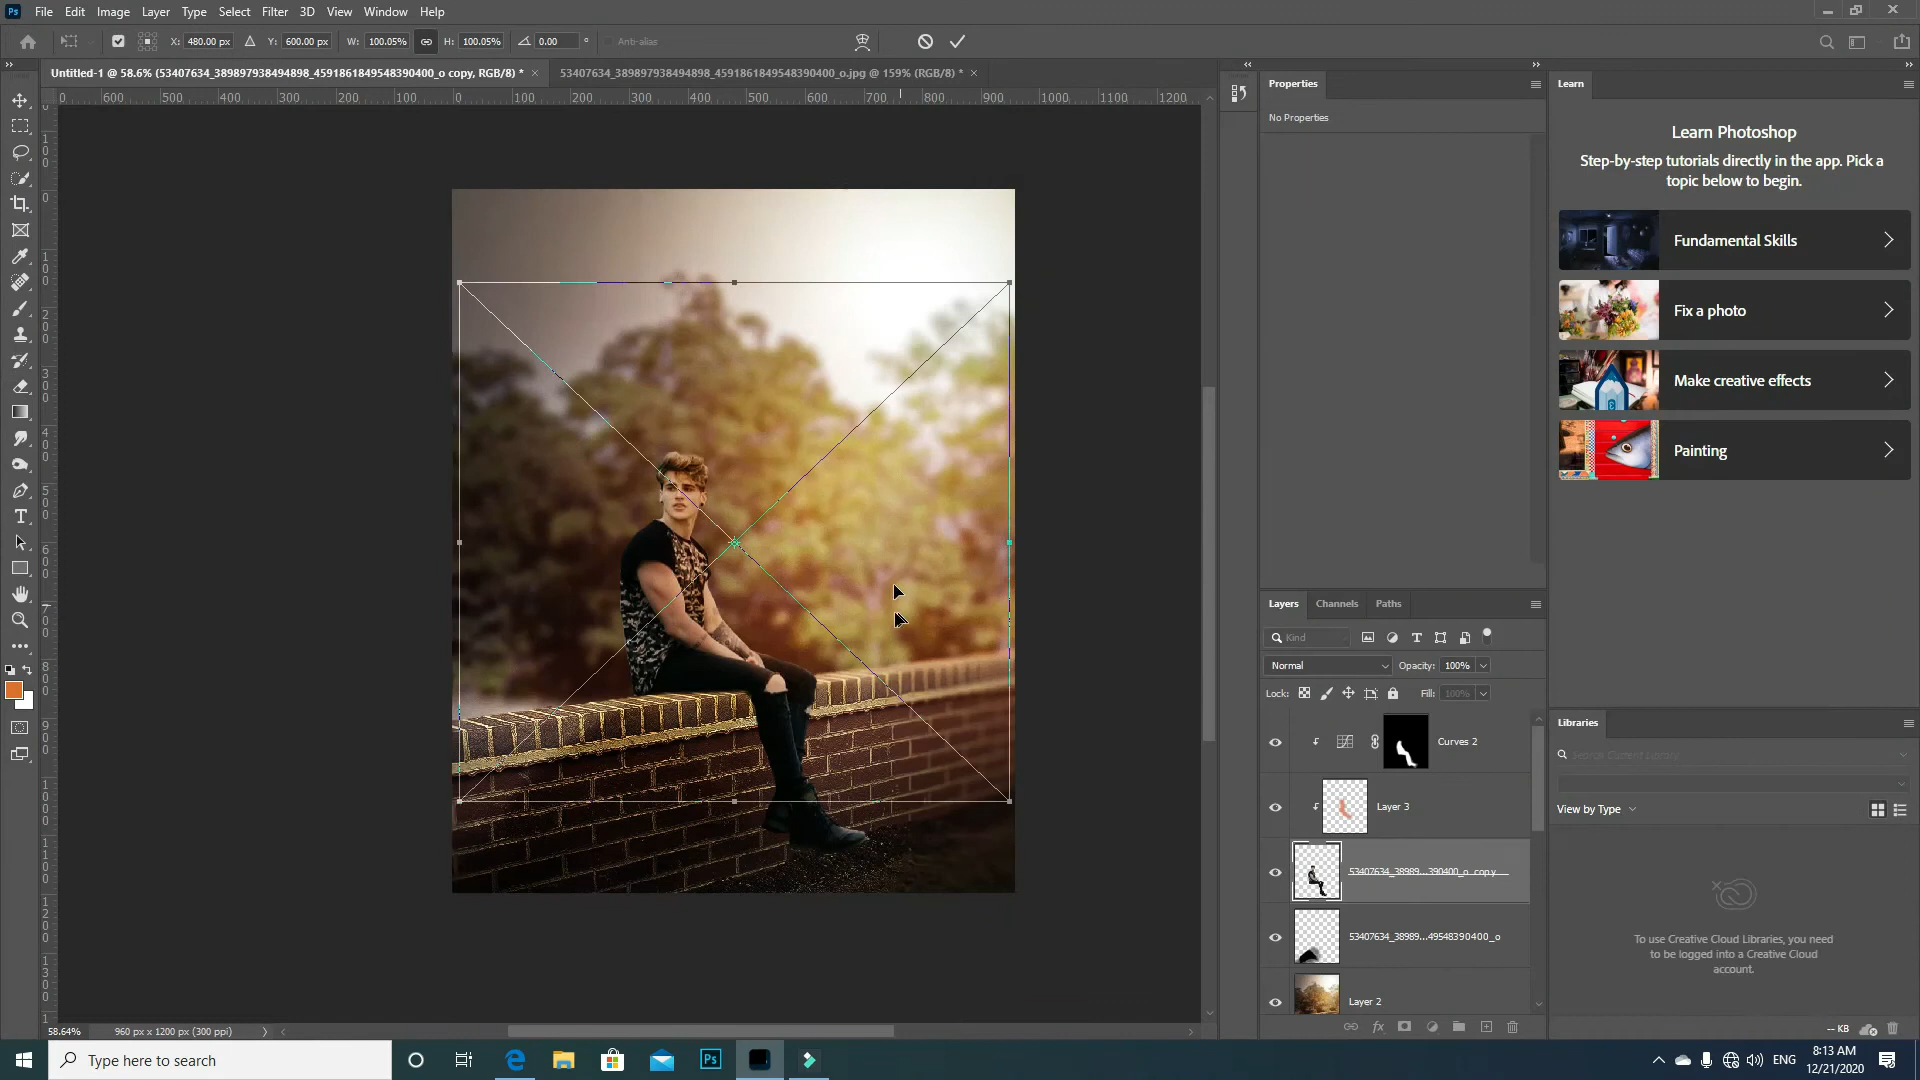 Ps File Edit Image Layer Type Select Filter 3D View Window Help
X: 480.00 px Y: 600.00 px W: 100.05% H: 100.05% 0.00 ° Anti-alias
Untitled-1 @ 58.6% (53407634_389897938494898_4591861849548390400_o copy, RGB/8) * × 53407634_389897938494898_4591861849548390400_o.jpg @ 159% (RGB/8) * ×
0 600 500 400 300 200 100 0 100 200 300 400 500 600 700 800 900 1000 1100 1200
Properties
No Properties
Learn
Learn Photoshop
Step-by-step tutorials directly in the app. Pick a
topic below to begin.
Fundamental Skills
Fix a photo
Make creative effects
Painting
Layers Channels Paths
Kind
Normal Opacity: 100%
Lock: Fill: 100%
Curves 2
Layer 3
53407634_38989...390400_o copy
53407634_38989...49548390400_o
Layer 2
Libraries
Search Current Library
View by Type
To use Creative Cloud Libraries, you need
to be logged into a Creative Cloud
account.
-- KB
58.64% 960 px x 1200 px (300 ppi)
Type here to search
Ps
ENG
8:13 AM
12/21/2020